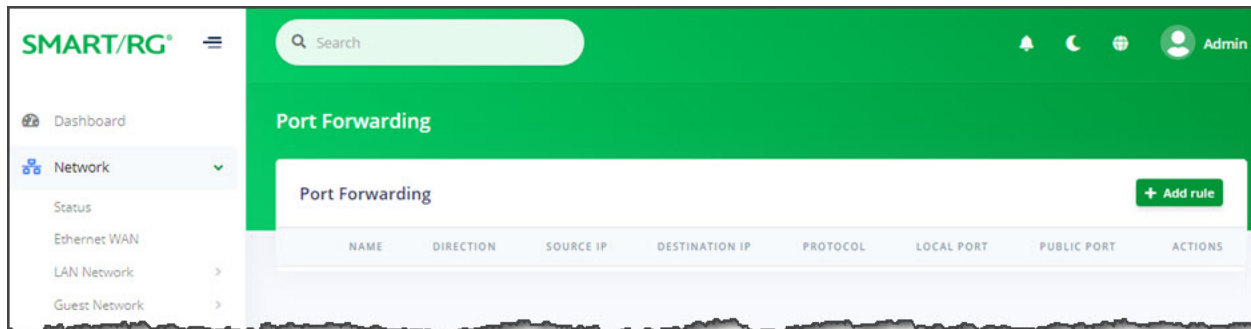 SMART/RG®
Search
Admin
Dashboard
Network
Status
Ethernet WAN
LAN Network
Guest Network
Port Forwarding
Port Forwarding
+ Add rule
NAME DIRECTION SOURCE IP DESTINATION IP PROTOCOL LOCAL PORT PUBLIC PORT ACTIONS